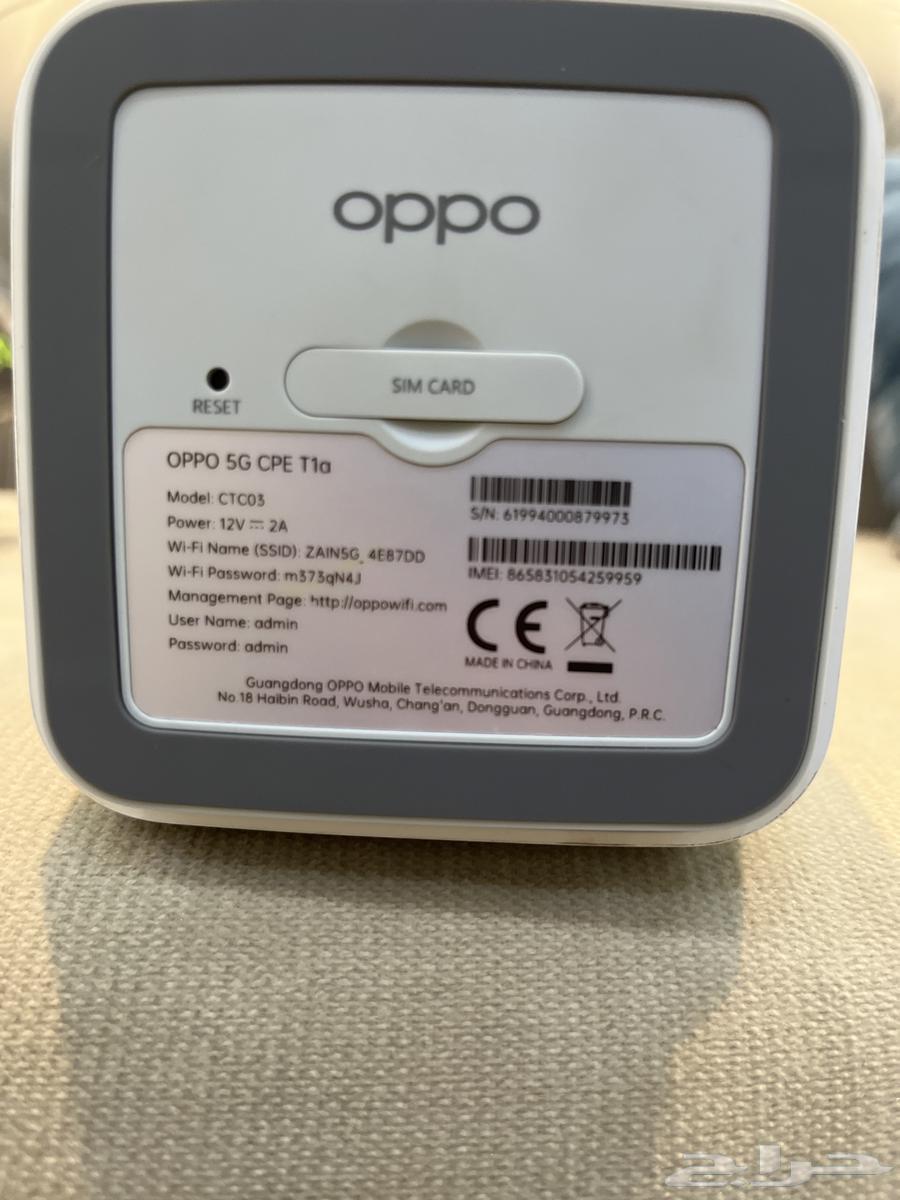 oppo
RESET
SIM CARD
OPPO 5G CPE T1a
Model: CTC03
Power: 12V ⎓ 2A
Wi-Fi Name (SSID): ZAIN5G_4E87DD
Wi-Fi Password: m373qN4J
Management Page: http://oppowifi.com
User Name: admin
Password: admin
S/N: 61994000879973
IMEI: 865831054259959
CE
MADE IN CHINA
Guangdong OPPO Mobile Telecommunications Corp., Ltd.
No.18 Haibin Road, Wusha, Chang'an, Dongguan, Guangdong, P.R.C.
حراج